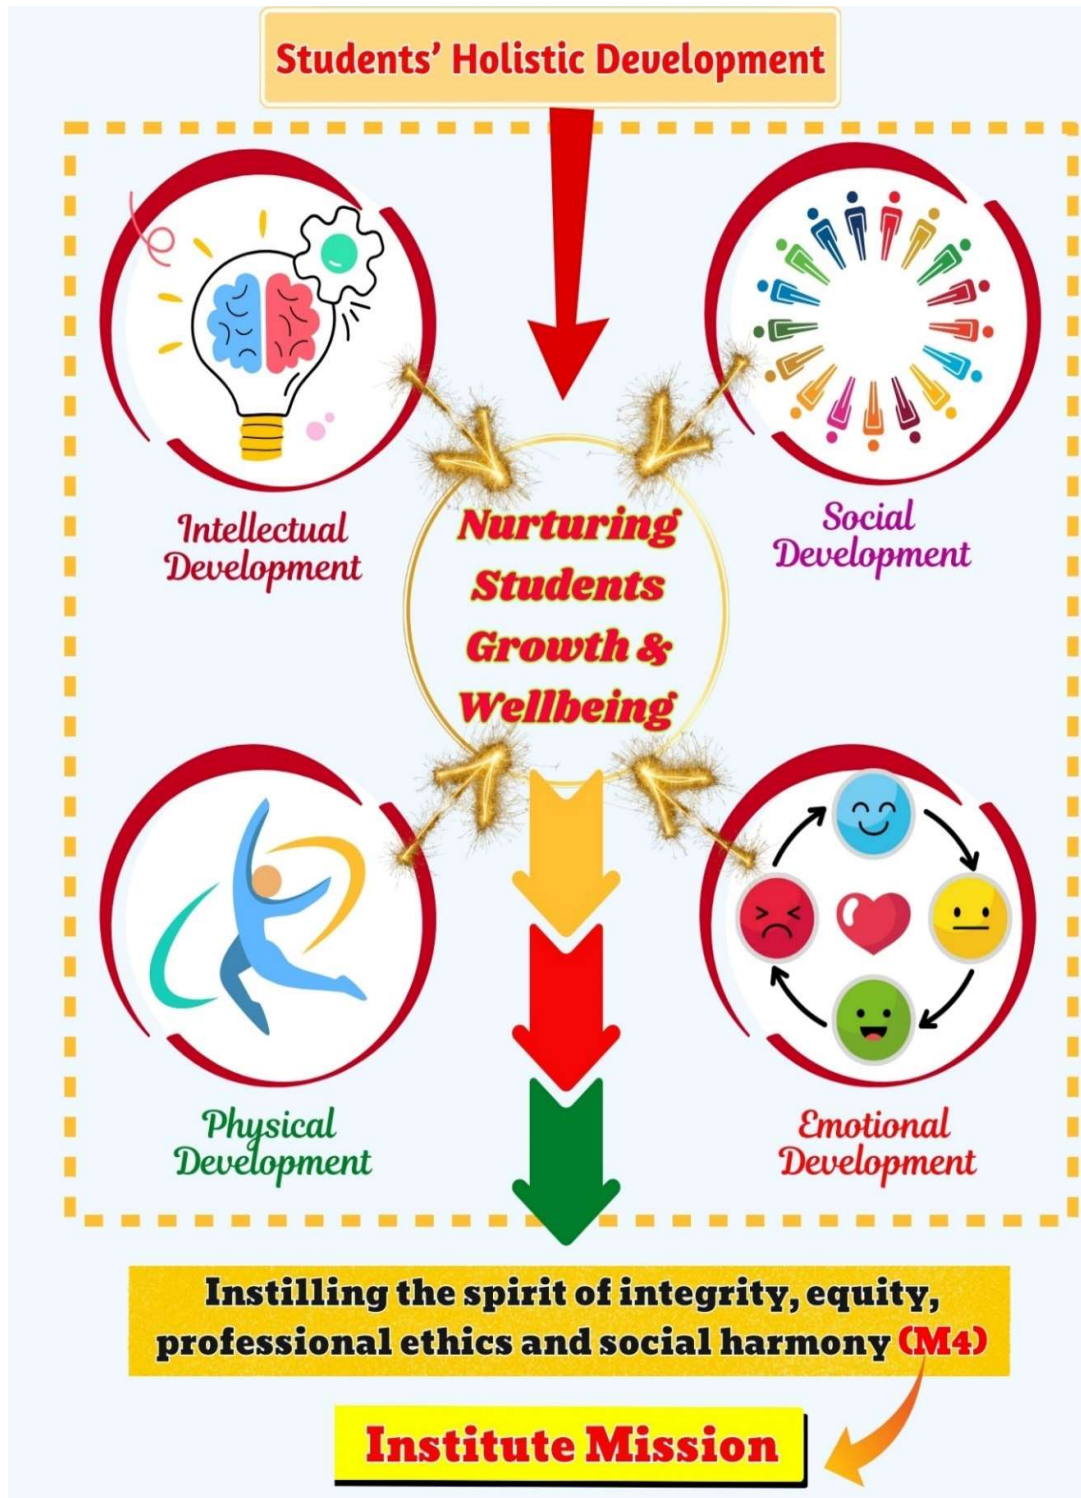 Students’ Holistic Development
Intellectual
Development
Social
Development
Nurturing
Students
Growth &
Wellbeing
Physical
Development
Emotional
Development
Instilling the spirit of integrity, equity,
professional ethics and social harmony (M4)
Institute Mission